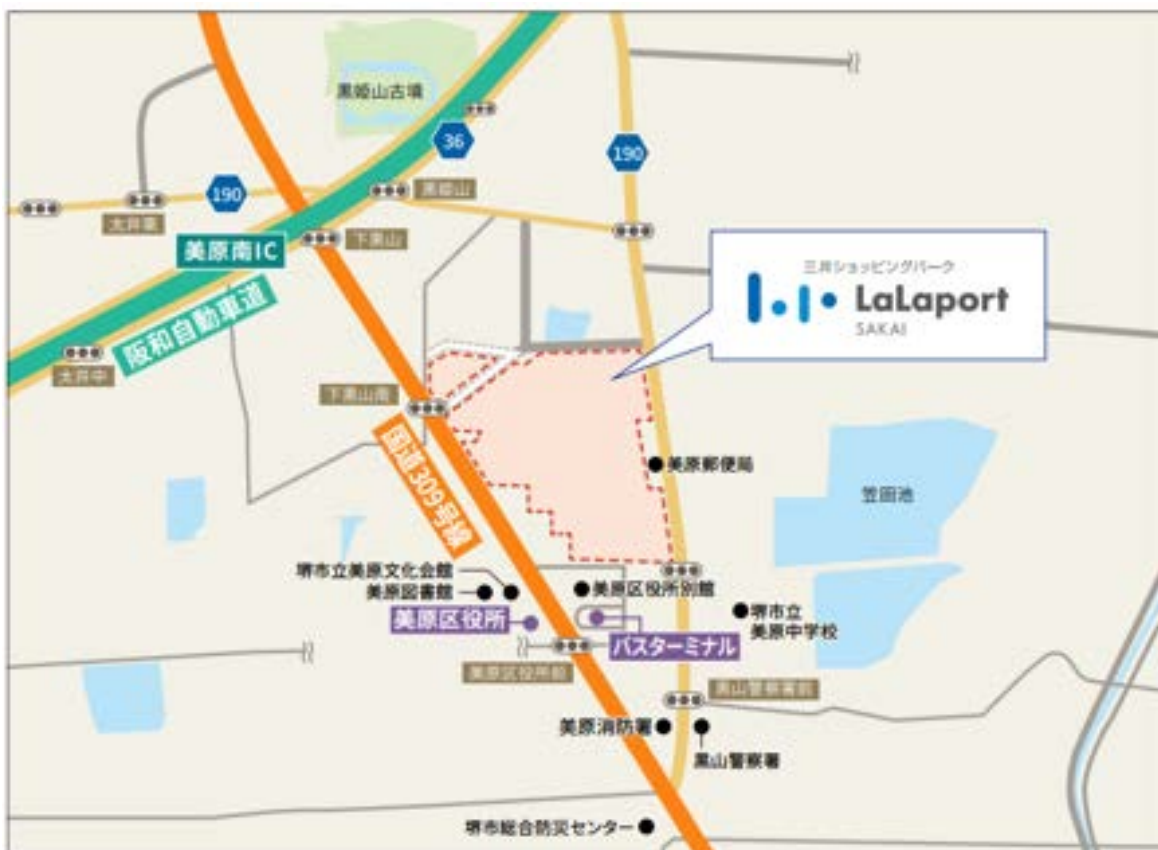 黒姫山古墳
36
190
190
黒姫山
太井東
下黒山
美原南IC
三井ショッピングパーク
LaLaport
SAKAI
阪和自動車道
太井中
下黒山南
国道309号線
美原郵便局
笠田池
堺市立美原文化会館
美原図書館
美原区役所別館
美原区役所
堺市立
美原中学校
バスターミナル
美原区役所前
黒山警察署前
美原消防署
黒山警察署
堺市総合防災センター